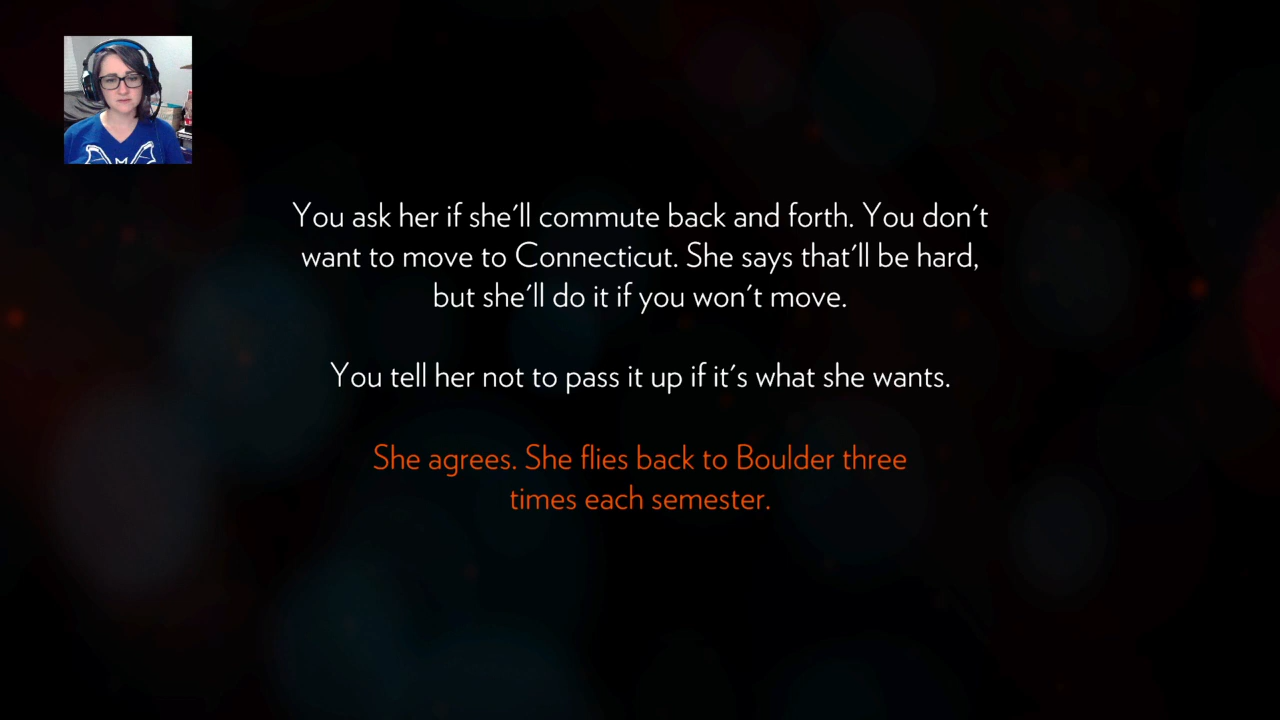 You ask her if she'll commute back and forth. You don't
want to move to Connecticut. She says that'll be hard,
but she'll do it if you won't move.
You tell her not to pass it up if it's what she wants.
She agrees. She flies back to Boulder three
times each semester.